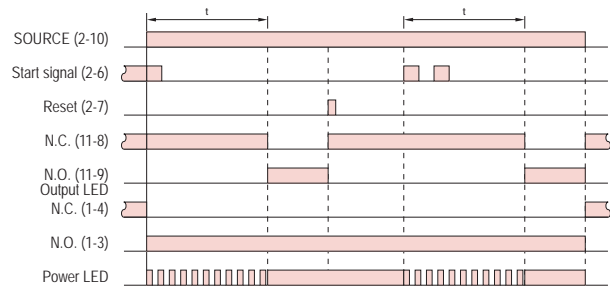 t t
SOURCE (2-10)
Start signal (2-6)
Reset (2-7)
N.C. (11-8)
N.O. (11-9)
Output LED
N.C. (1-4)
N.O. (1-3)
Power LED